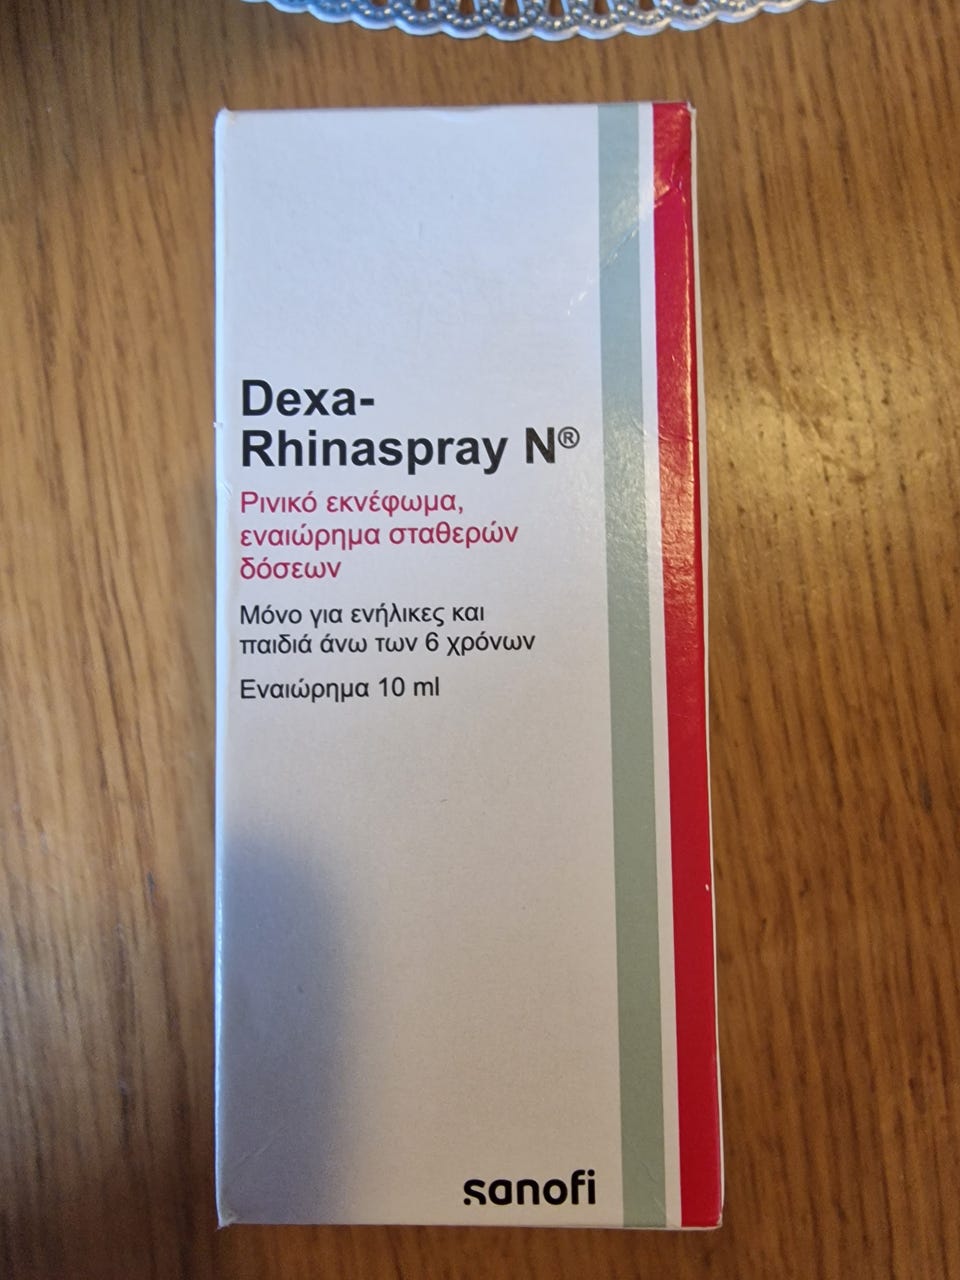 Dexa-
Rhinaspray N®
Ρινικό εκνέφωμα,
εναιώρημα σταθερών
δόσεων
Μόνο για ενήλικες και
παιδιά άνω των 6 χρόνων
Εναιώρημα 10 ml
sanofi